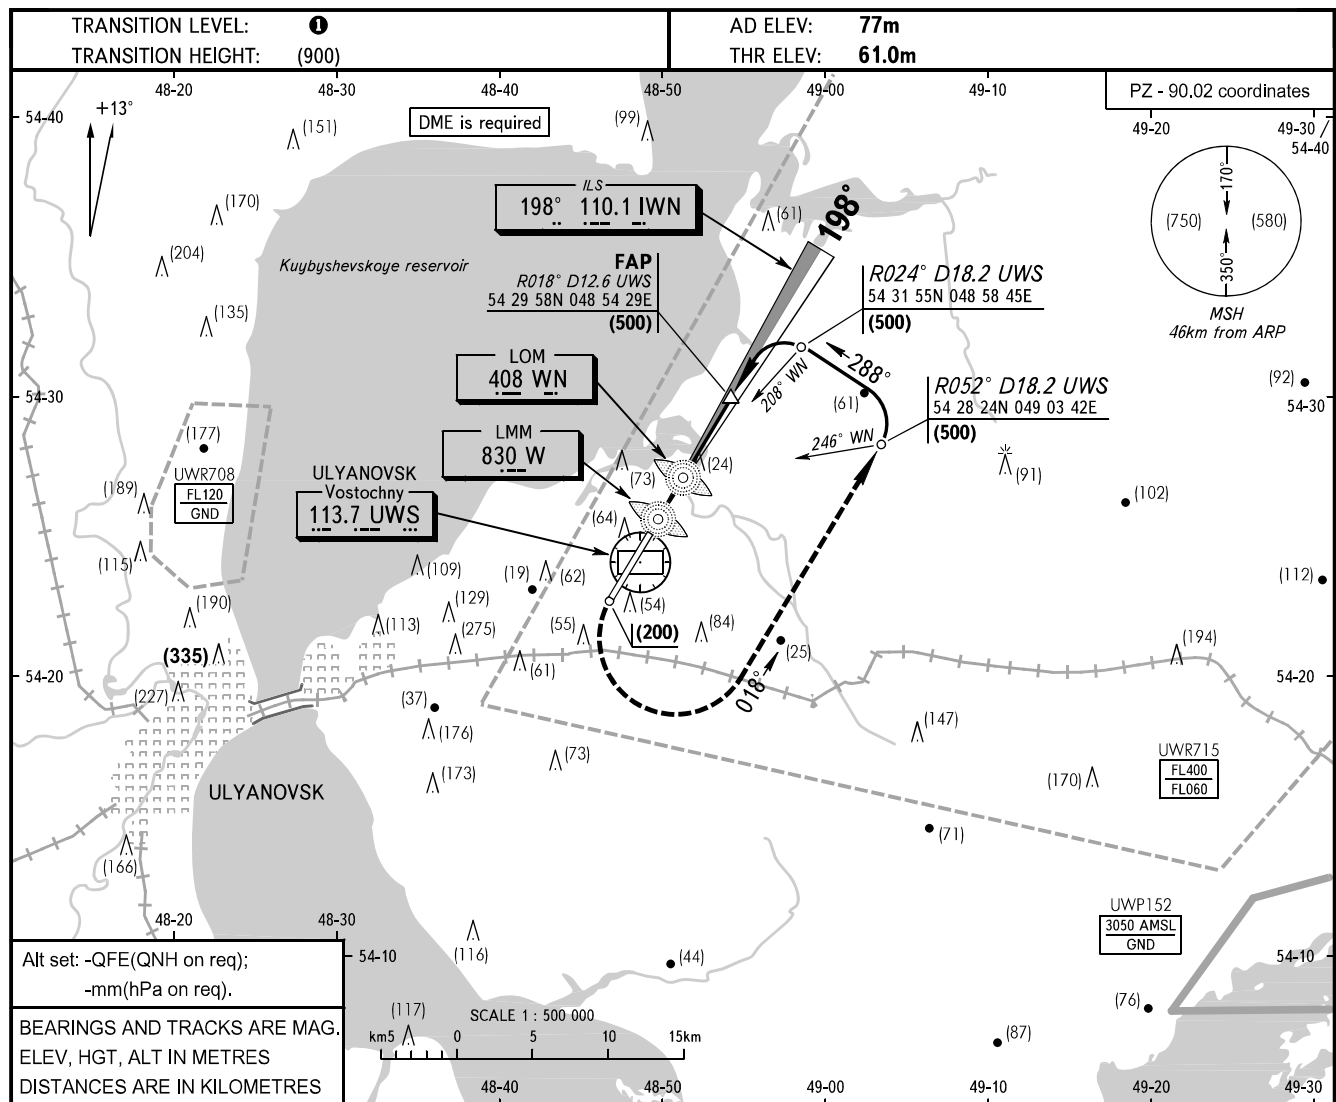 TRANSITION LEVEL: ❶
TRANSITION HEIGHT: (900)
AD ELEV: 77m
THR ELEV: 61.0m
48-20 48-30 48-40 48-50 49-00 49-10
PZ - 90.02 coordinates
+13°
54-40
(151)
DME is required
(99)
49-20 49-30 / 54-40
ILS
198° 110.1 IWN
198°
(61)
(170)
(204)
(135)
Kuybyshevskoye reservoir
170°
(750) (580)
350°
MSH
46km from ARP
FAP
R018° D12.6 UWS
54 29 58N 048 54 29E
(500)
R024° D18.2 UWS
54 31 55N 048 58 45E
(500)
LOM
408 WN
208° WN
288°
R052° D18.2 UWS
54 28 24N 049 03 42E
(500)
(61)
246° WN
(92)
54-30
54-30
(177)
UWR708
FL120
GND
(189)
(115)
(190)
LMM
830 W
(73)
(24)
(91)
(102)
ULYANOVSK
Vostochny
113.7 UWS
(64)
(109)
(19)
(62)
(129)
(113)
(275)
(55)
(54)
(200)
(84)
(61)
(25)
018°
(112)
(194)
(335)
54-20
54-20
(227)
(37)
(176)
(173)
(73)
(147)
UWR715
FL400
FL060
(170)
ULYANOVSK
(71)
(166)
UWP152
3050 AMSL
GND
48-20 48-30
54-10
54-10
(116)
(44)
(76)
(87)
(117)
Alt set: -QFE(QNH on req);
-mm(hPa on req).
BEARINGS AND TRACKS ARE MAG.
ELEV, HGT, ALT IN METRES
DISTANCES ARE IN KILOMETRES
SCALE 1 : 500 000
km5 0 5 10 15km
48-40 48-50 49-00 49-10 49-20 49-30